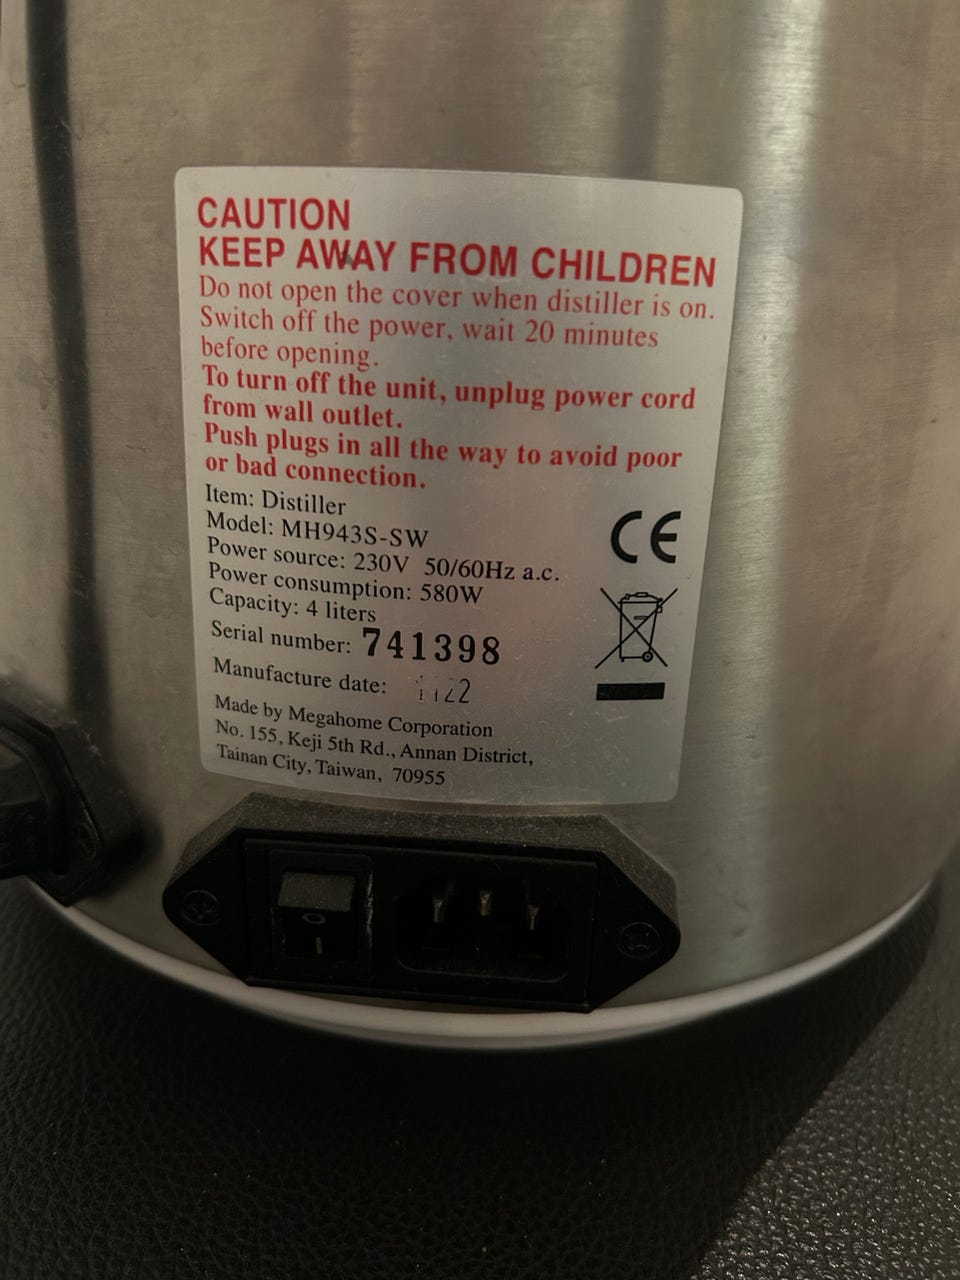 CAUTION
KEEP AWAY FROM CHILDREN
Do not open the cover when distiller is on.
Switch off the power, wait 20 minutes
before opening.
To turn off the unit, unplug power cord
from wall outlet.
Push plugs in all the way to avoid poor
or bad connection.
Item: Distiller
Model: MH943S-SW
Power source: 230V 50/60Hz a.c.
Power consumption: 580W
Capacity: 4 liters
Serial number: 741398
Manufacture date:
Made by Megahome Corporation
No. 155, Keji 5th Rd., Annan District,
Tainan City, Taiwan, 70955
CE